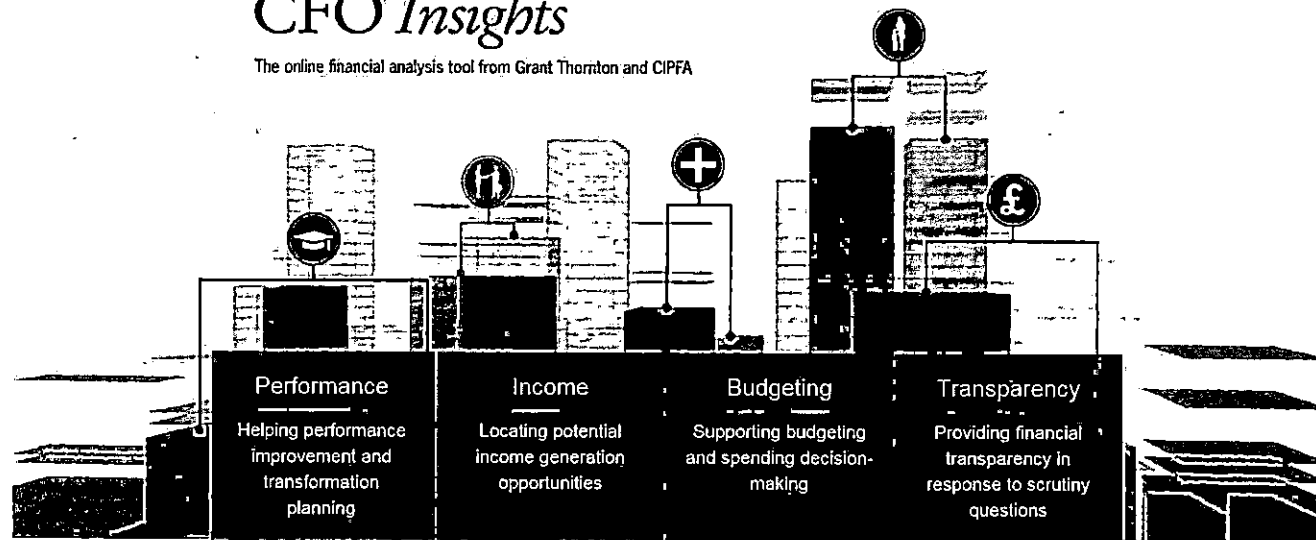 CFO Insights
The online financial analysis tool from Grant Thornton and CIPFA
£
Performance
Helping performance
improvement and
transformation
planning
Income
Locating potential
income generation
opportunities
Budgeting
Supporting budgeting
and spending decision-
making
Transparency
Providing financial
transparency in
response to scrutiny
questions